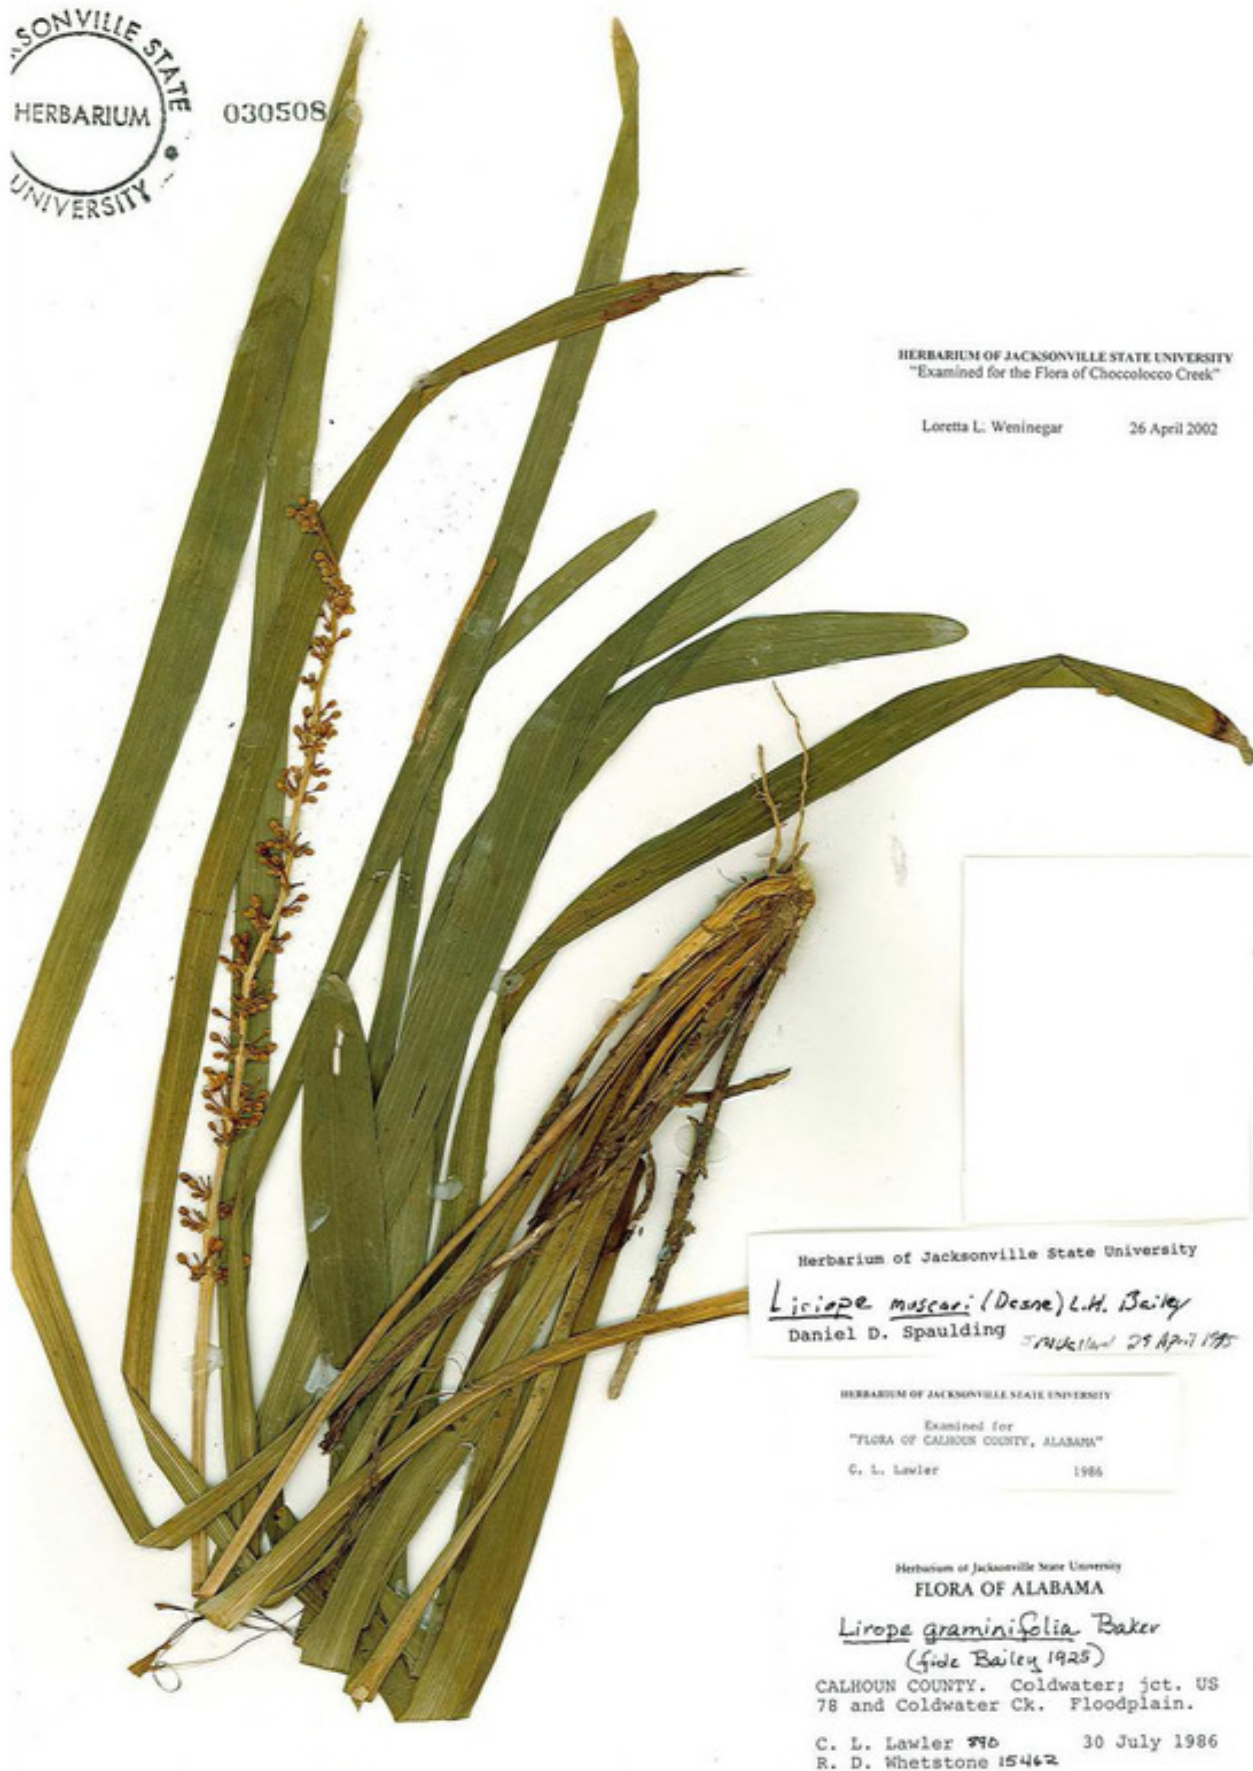 SONVILLE STATE
HERBARIUM
UNIVERSITY
030508
HERBARIUM OF JACKSONVILLE STATE UNIVERSITY
"Examined for the Flora of Choccolocco Creek"
Loretta L. Weninegar 26 April 2002
Herbarium of Jacksonville State University
Liriope muscari (Dcsne) L.H. Bailey
Daniel D. Spaulding 29 April 1995
HERBARIUM OF JACKSONVILLE STATE UNIVERSITY
Examined for
"FLORA OF CALHOUN COUNTY, ALABAMA"
C. L. Lawler 1986
Herbarium of Jacksonville State University
FLORA OF ALABAMA
Lirope graminifolia Baker
(fide Bailey 1925)
CALHOUN COUNTY. Coldwater; jct. US
78 and Coldwater Ck. Floodplain.
C. L. Lawler 890 30 July 1986
R. D. Whetstone 15462